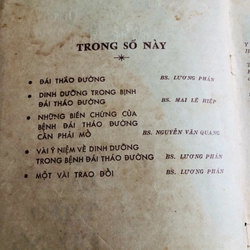 TRONG SỐ NÀY
ĐÁI THÁO ĐƯỜNG BS. LƯƠNG PHÁN
DINH DƯỠNG TRONG BỊNH
ĐÁI THÁO ĐƯỜNG BS. MAI LÊ HIỆP
NHỮNG BIẾN CHỨNG CỦA
BỆNH ĐÁI THÁO ĐƯỜNG
CẦN PHẢI MỔ BS. NGUYỄN VĂN QUANG
VÀI Ý NIỆM VỀ DINH DƯỠNG
TRONG BỆNH ĐÁI THÁO ĐƯỜNG BS. LƯƠNG PHÁN
MỘT VÀI TRAO ĐỔI BS. LƯƠNG PHÁN